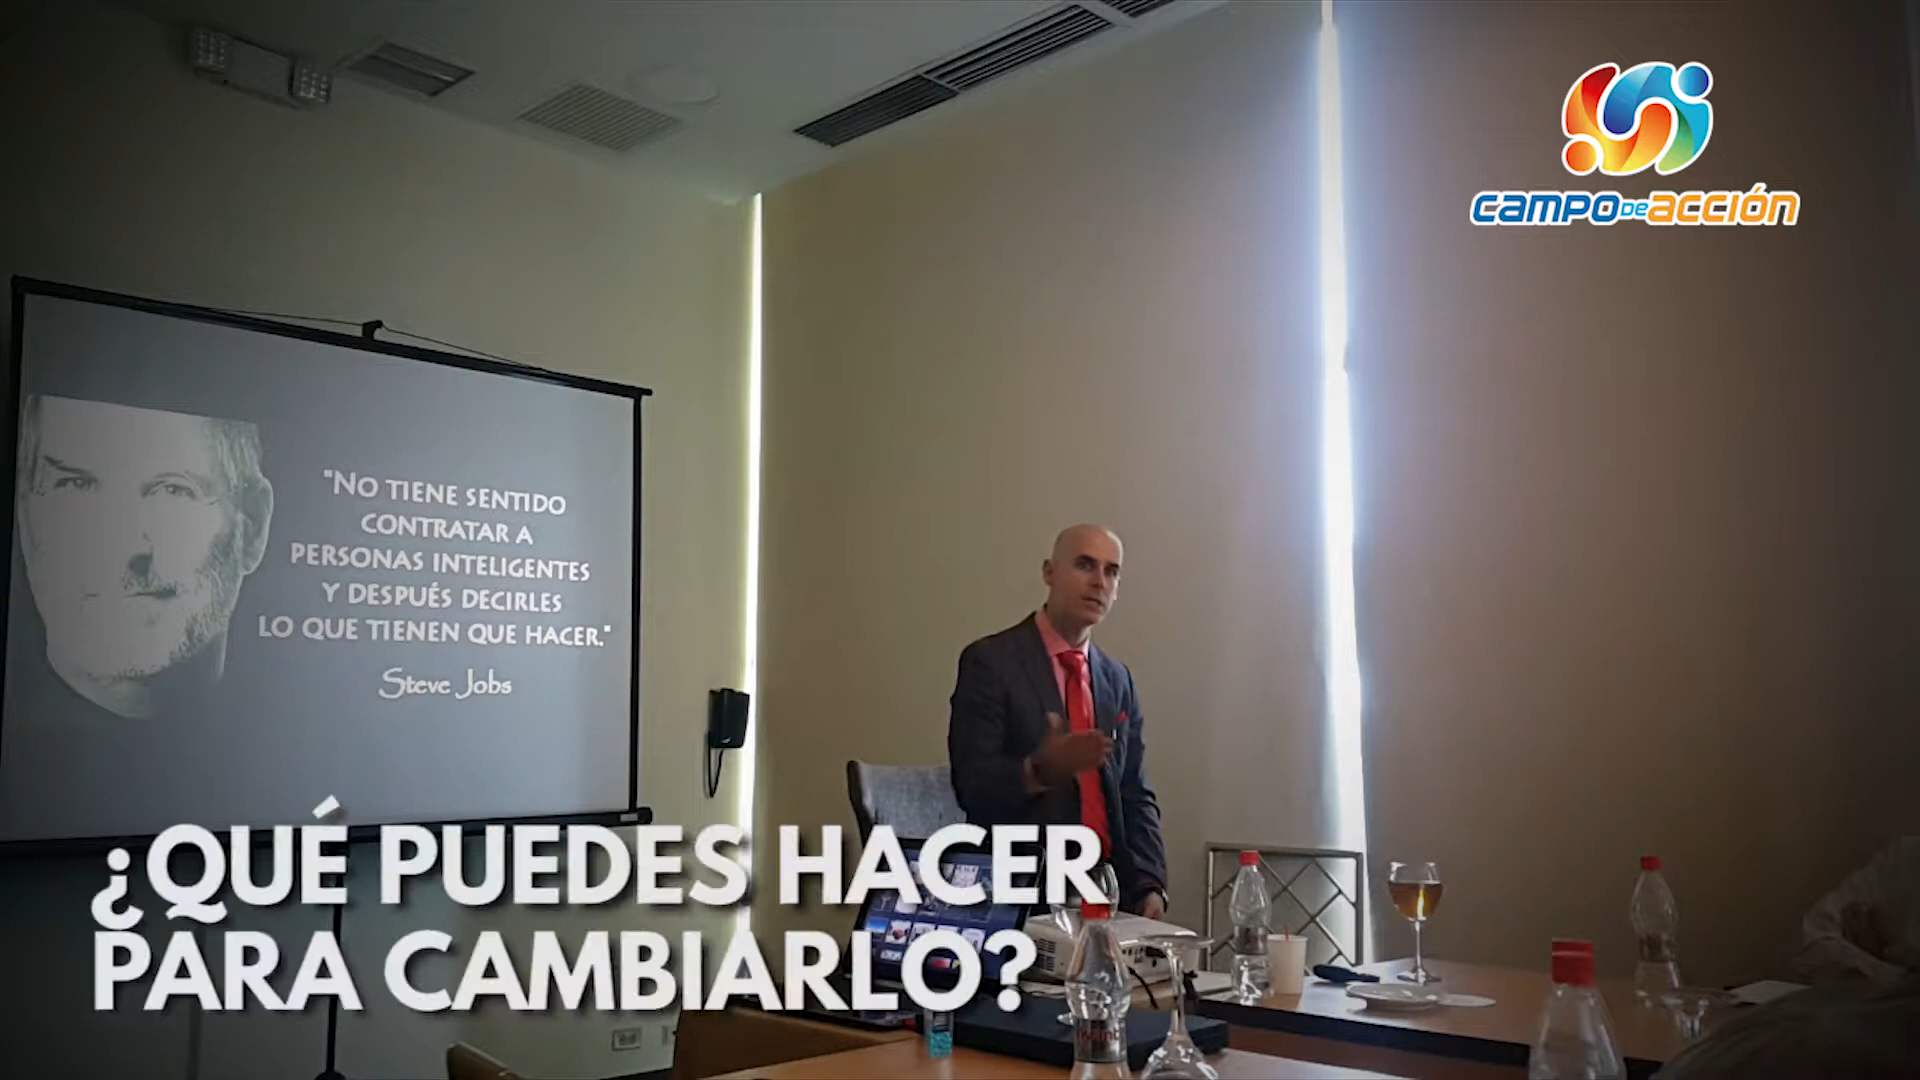 CAMPO DE ACCIÓN
"NO TIENE SENTIDO
CONTRATAR A
PERSONAS INTELIGENTES
Y DESPUÉS DECIRLES
LO QUE TIENEN QUE HACER."
Steve Jobs
¿QUÉ PUEDES HACER
PARA CAMBIARLO?